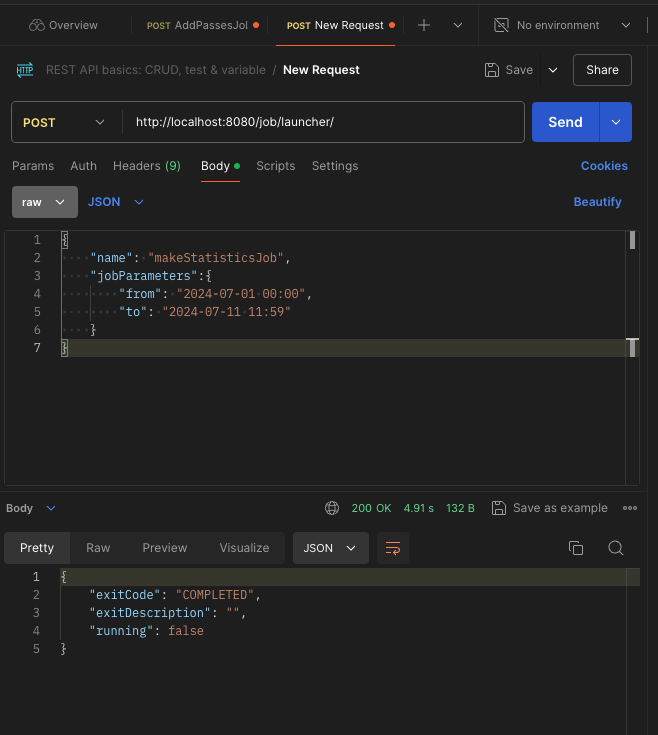 Overview POST AddPassesJol POST New Request No environment
HTTP REST API basics: CRUD, test & variable / New Request Save Share
POST http://localhost:8080/job/launcher/ Send
Params Auth Headers (9) Body Scripts Settings Cookies
raw JSON Beautify
1 {
2 "name": "makeStatisticsJob",
3 "jobParameters":{
4 "from": "2024-07-01 00:00",
5 "to": "2024-07-11 11:59"
6 }
7 }
Body 200 OK 4.91 s 132 B Save as example
Pretty Raw Preview Visualize JSON
1 {
2 "exitCode": "COMPLETED",
3 "exitDescription": "",
4 "running": false
5 }